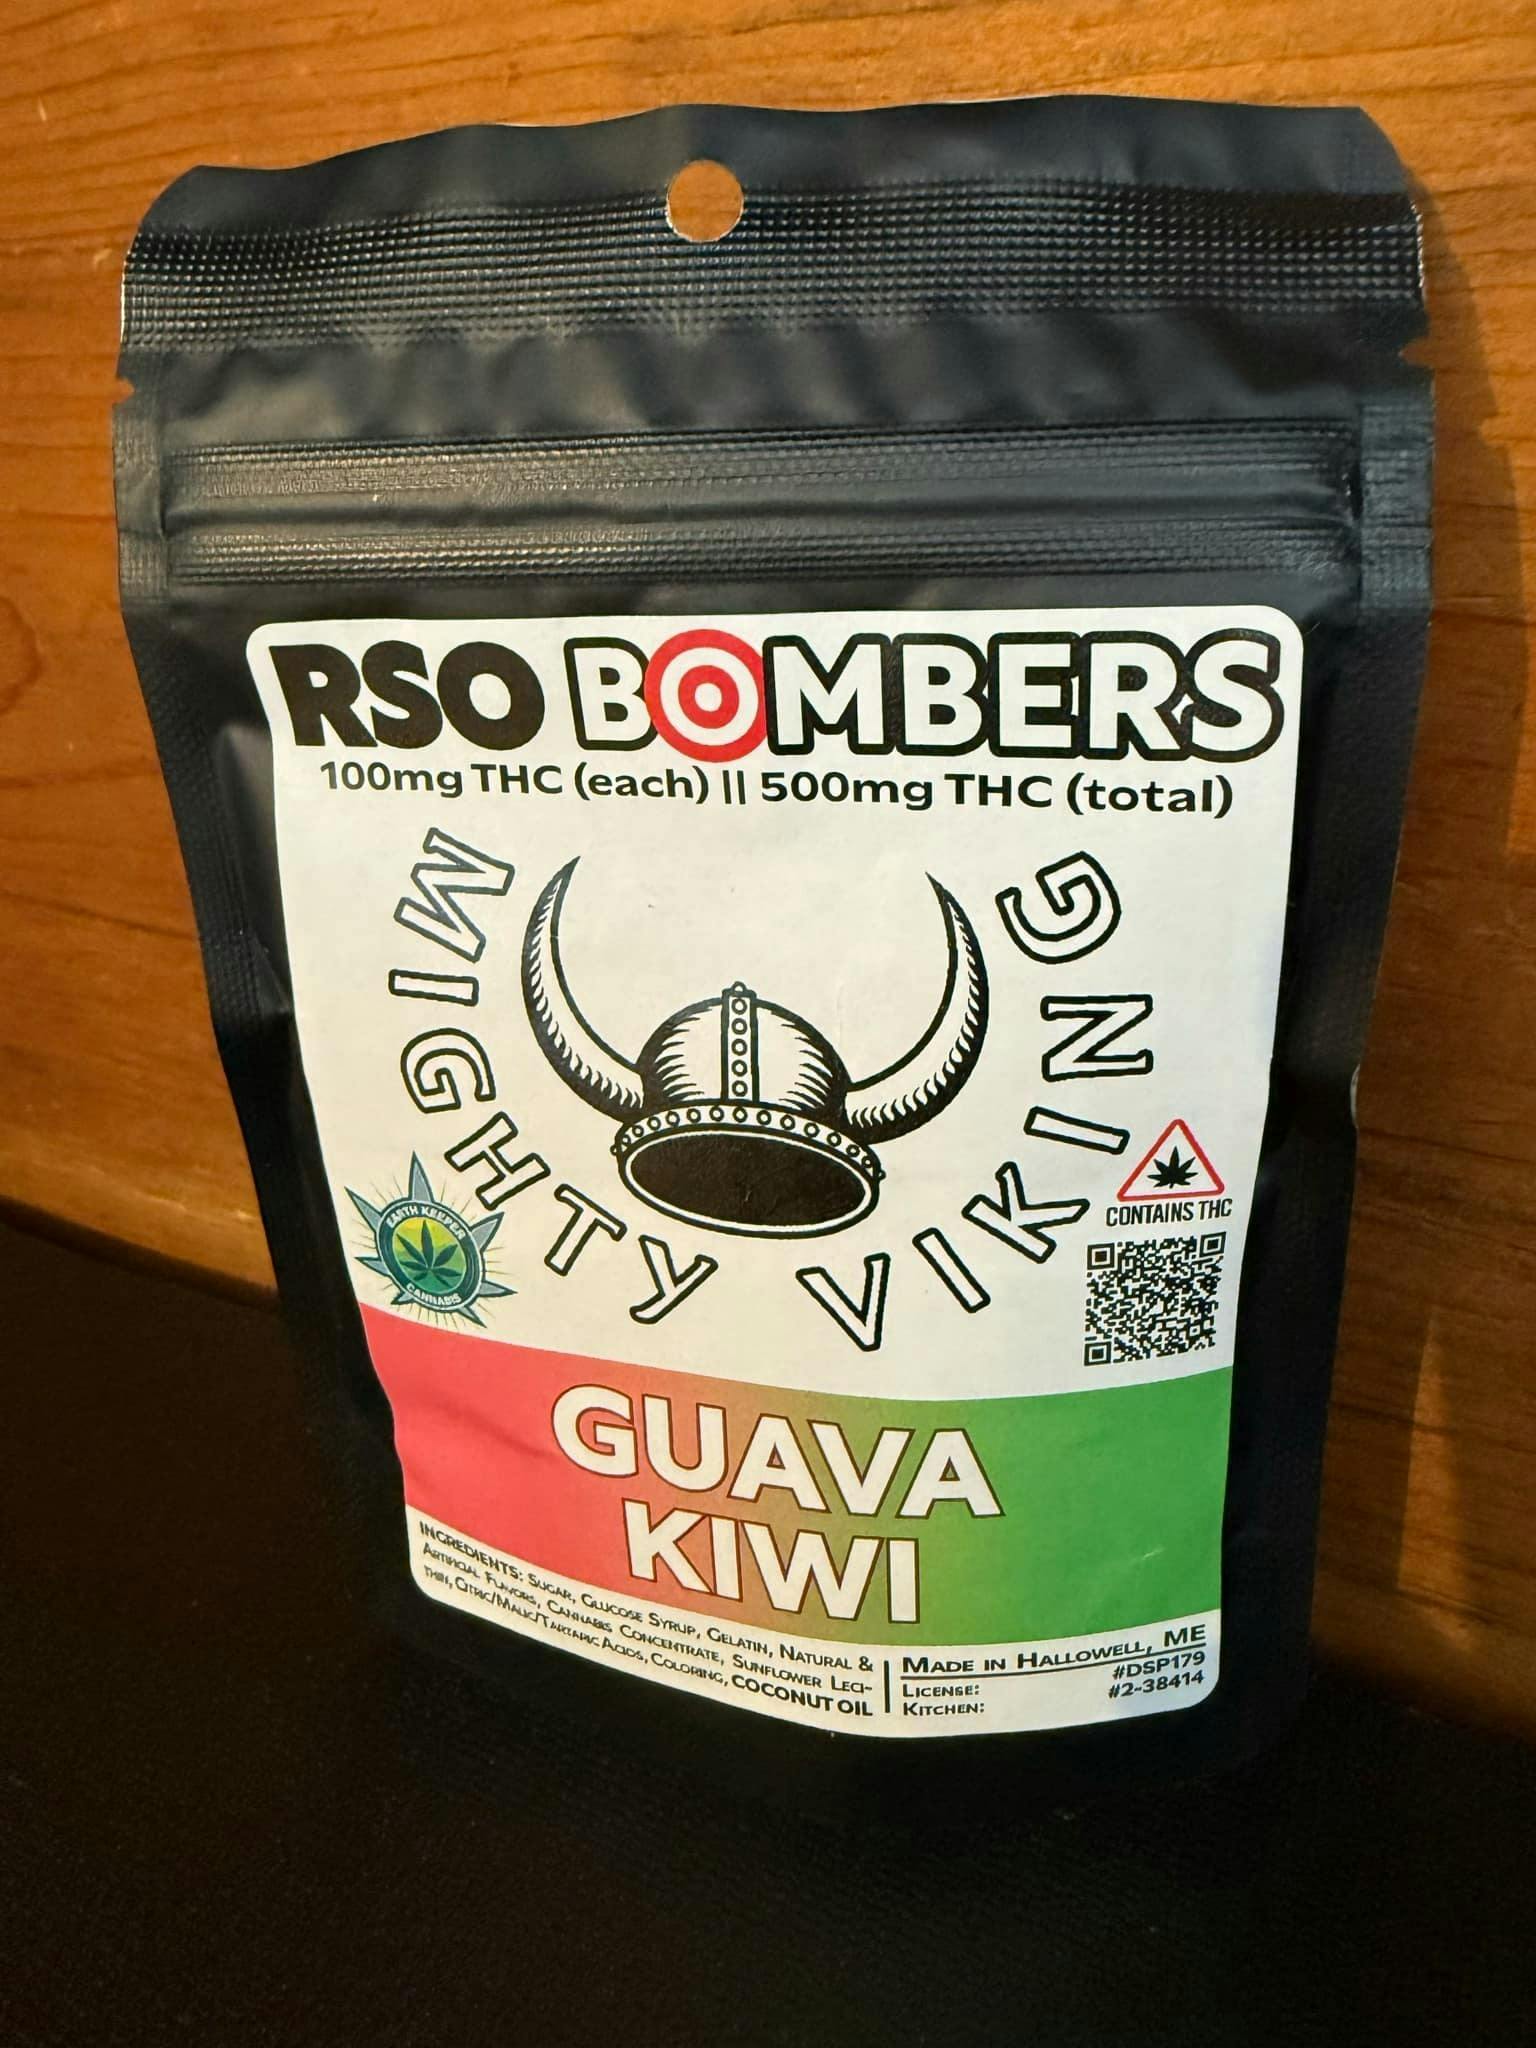 RSO BOMBERS
100mg THC (each) || 500mg THC (total)
MIGHTY VIKING
EARTH KEEPER
CANNABIS
CONTAINS THC
GUAVA
KIWI
INGREDIENTS: SUGAR, GLUCOSE SYRUP, GELATIN, NATURAL &
ARTIFICIAL FLAVORS, CANNABIS CONCENTRATE, SUNFLOWER LECI-
THIN, CITRIC/MALIC/TARTARIC ACIDS, COLORING, COCONUT OIL
MADE IN HALLOWELL, ME
LICENSE: #DSP179
KITCHEN: #2-38414